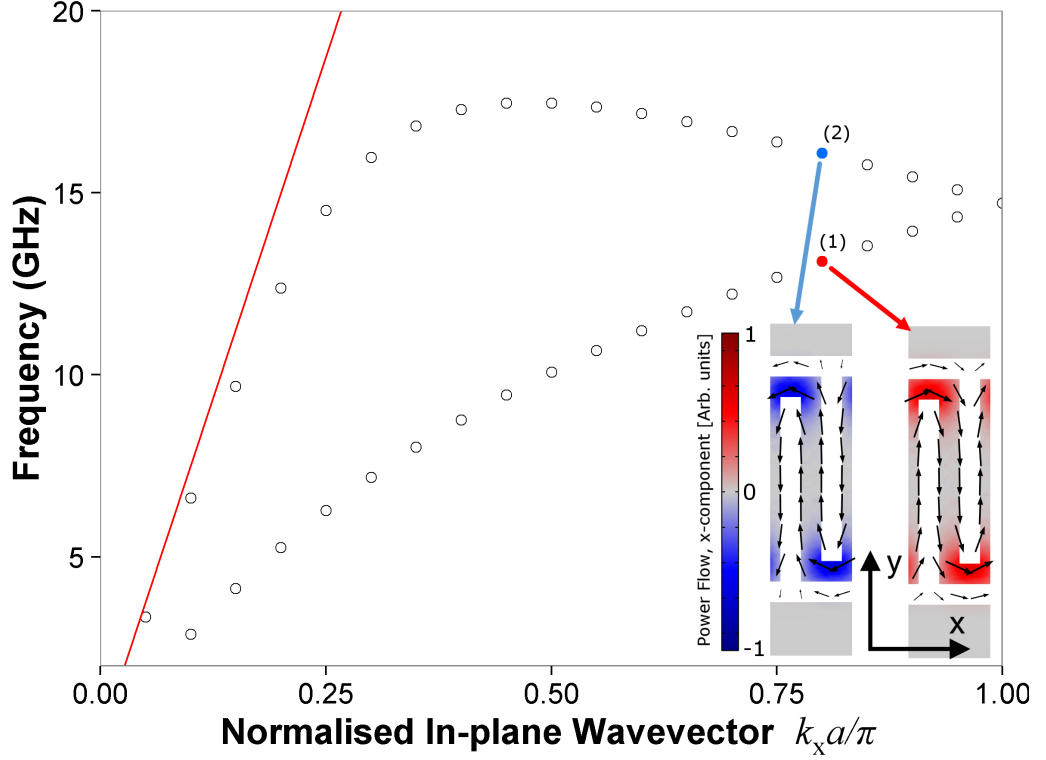 20
15
10
5
Frequency (GHz)
(2)
(1)
1
0
-1
Power Flow, x-component [Arb. units]
y
x
0.00
0.25
0.50
0.75
1.00
Normalised In-plane Wavevector kₓa/π